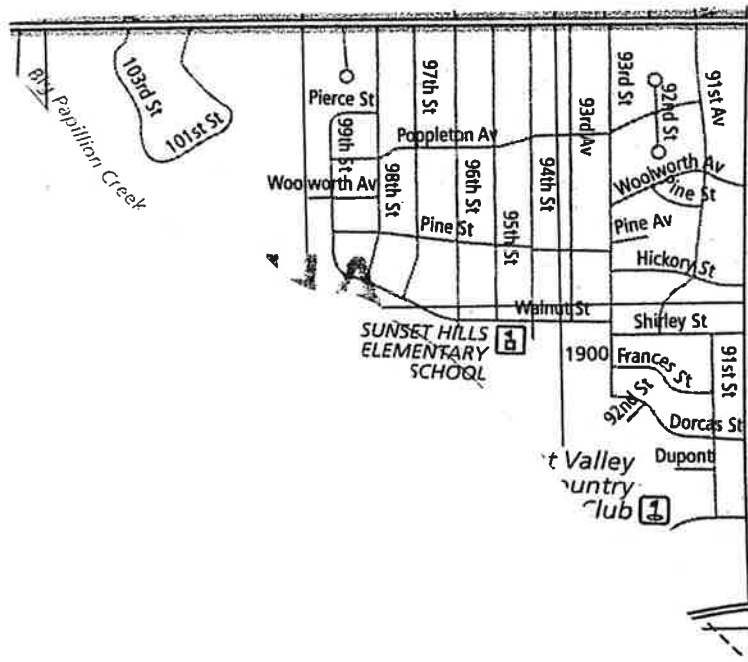 Big Papillion Creek
103rd St
101st St
Pierce St
99th St
98th St
97th St
96th St
95th St
94th St
93rd Av
93rd St
92nd St
91st Av
Poppleton Av
Woolworth Av
Woolworth Av
Pine St
Pine St
Pine Av
Hickory St
Walnut St
Shirley St
SUNSET HILLS
ELEMENTARY
SCHOOL
1900
Frances St
91st St
92nd St
Dorcas St
Dupont
t Valley
ountry
Club